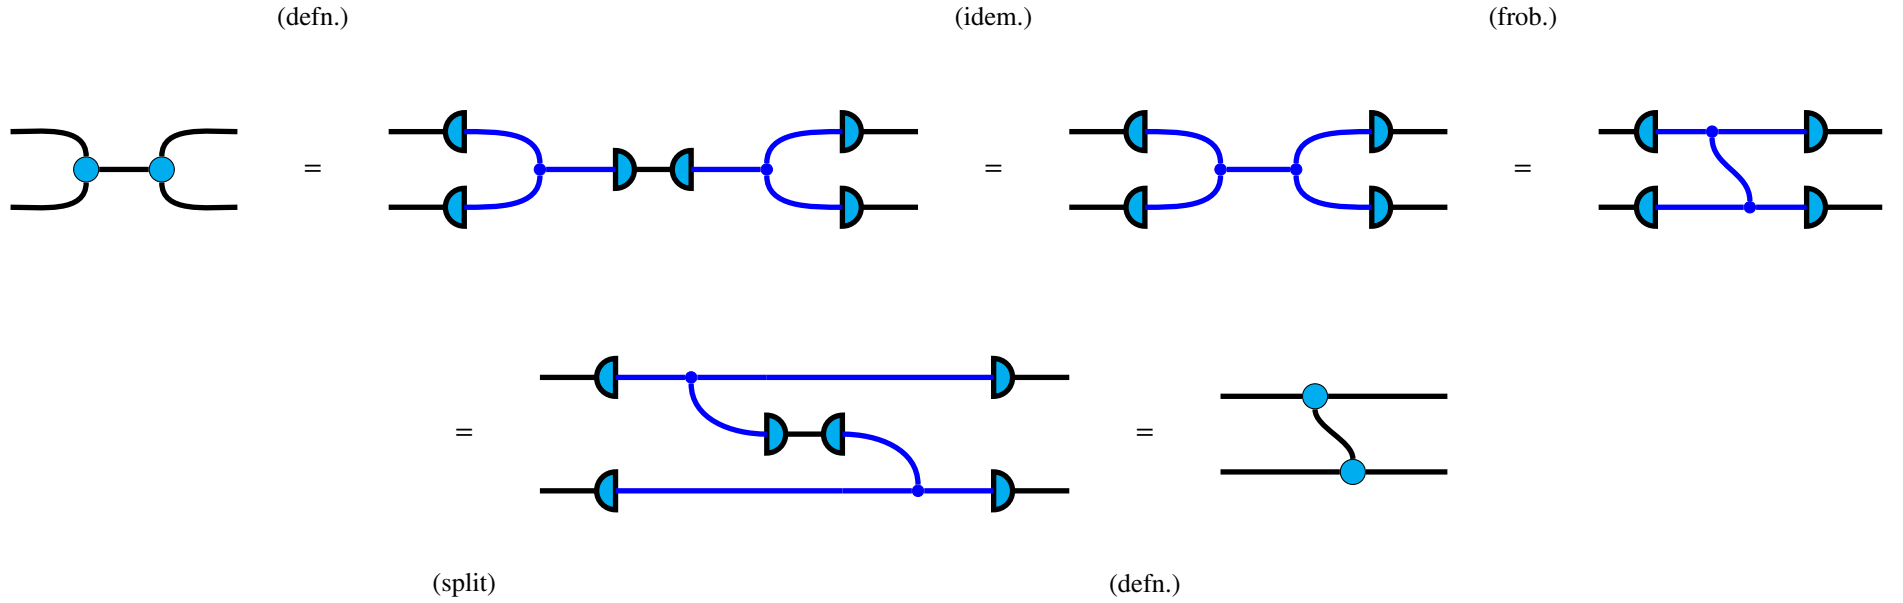 (defn.) (idem.) (frob.)
= = =
= =
(split) (defn.)